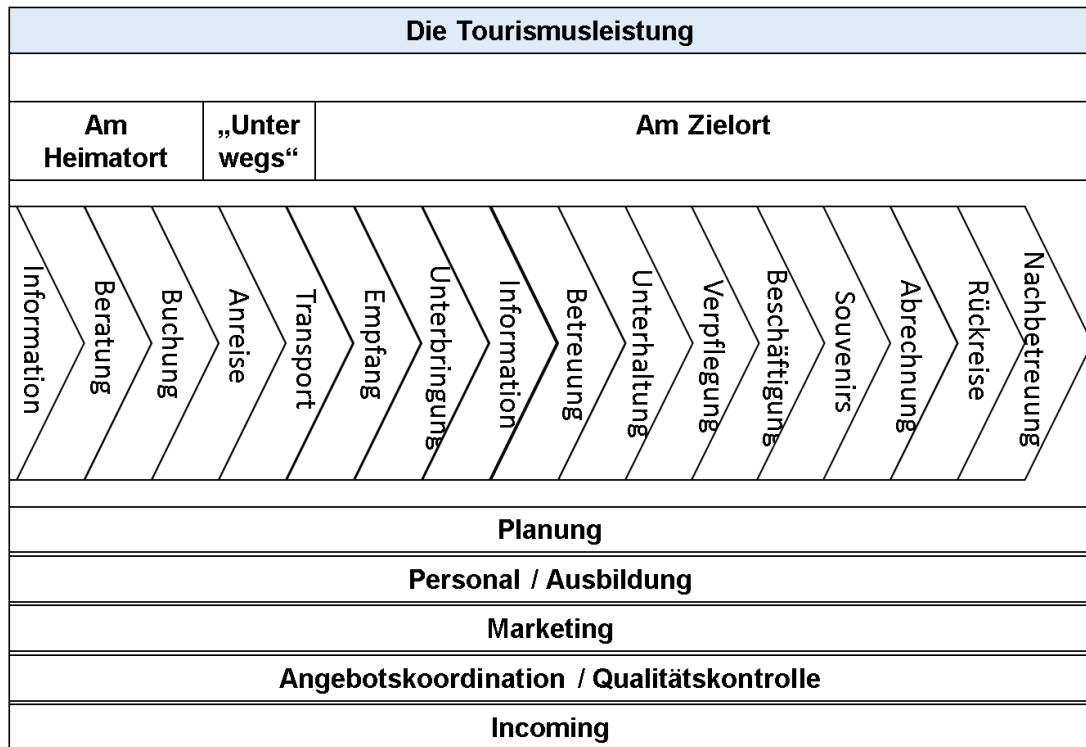 Die Tourismusleistung
Am
Heimatort
„Unter
wegs“
Am Zielort
Information
Beratung
Buchung
Anreise
Transport
Empfang
Unterbringung
Information
Betreuung
Unterhaltung
Verpflegung
Beschäftigung
Souvenirs
Abrechnung
Rückreise
Nachbetreuung
Planung
Personal / Ausbildung
Marketing
Angebotskoordination / Qualitätskontrolle
Incoming